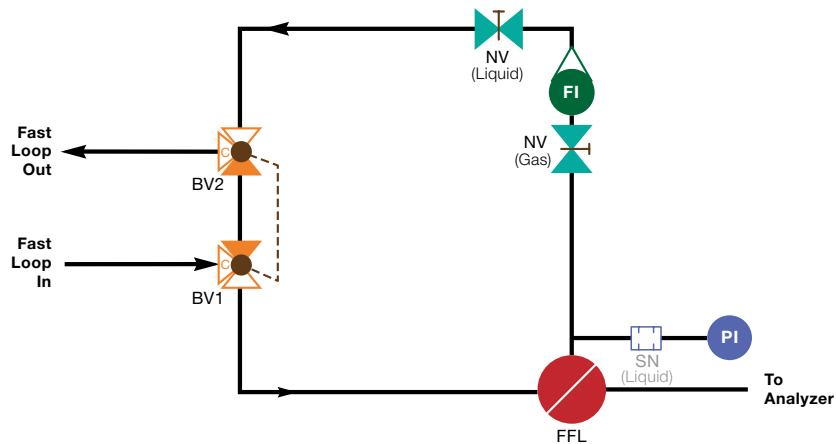 NV
(Liquid)
FI
NV
(Gas)
Fast
Loop
Out
C
BV2
Fast
Loop
In
C
BV1
PI
SN
(Liquid)
To
Analyzer
FFL